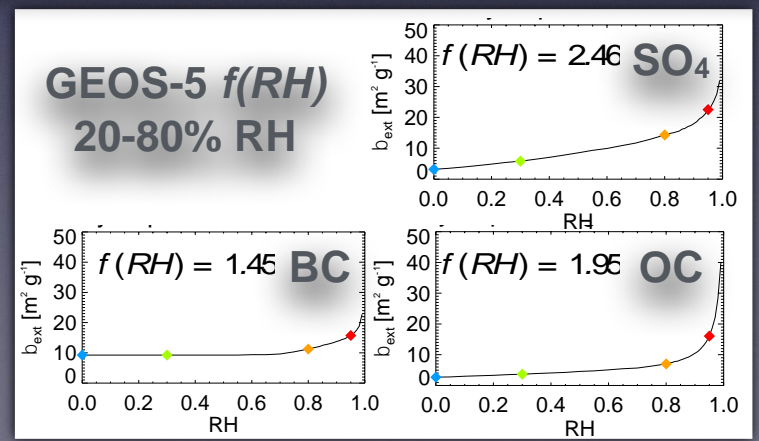 GEOS-5 f(RH)
20-80% RH
50
40
30
20
10
0
b_ext [m² g⁻¹]
f (RH) = 2.46
SO₄
0.0 0.2 0.4 0.6 0.8 1.0
RH
50
40
30
20
10
0
b_ext [m² g⁻¹]
f (RH) = 1.45
BC
0.0 0.2 0.4 0.6 0.8 1.0
RH
50
40
30
20
10
0
b_ext [m² g⁻¹]
f (RH) = 1.95
OC
0.0 0.2 0.4 0.6 0.8 1.0
RH